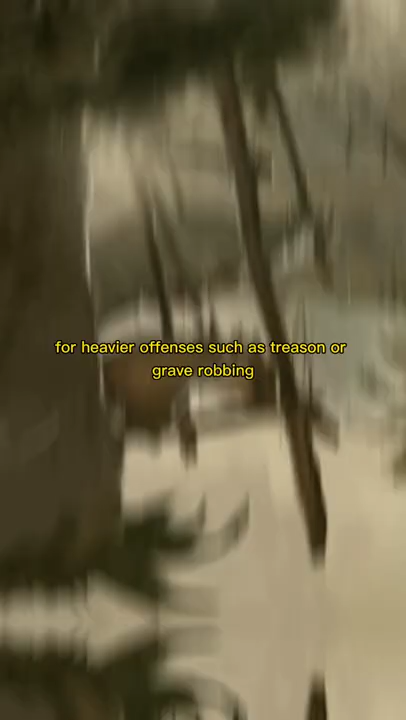 for heavier offenses such as treason or
grave robbing